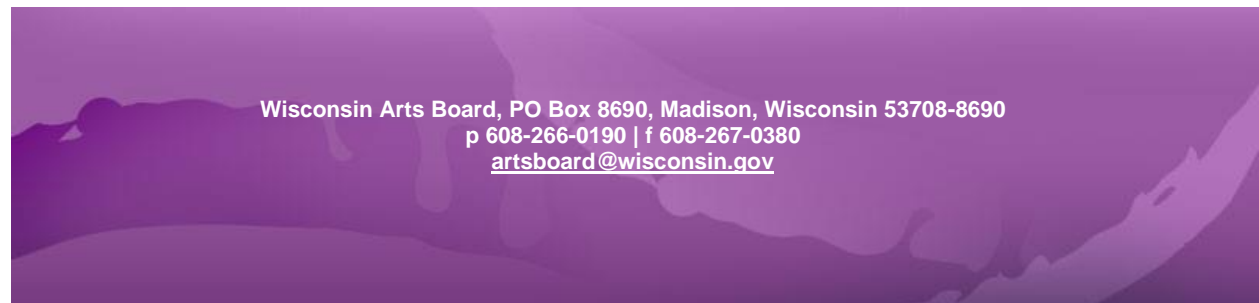 Wisconsin Arts Board, PO Box 8690, Madison, Wisconsin 53708-8690
p 608-266-0190 | f 608-267-0380
artsboard@wisconsin.gov